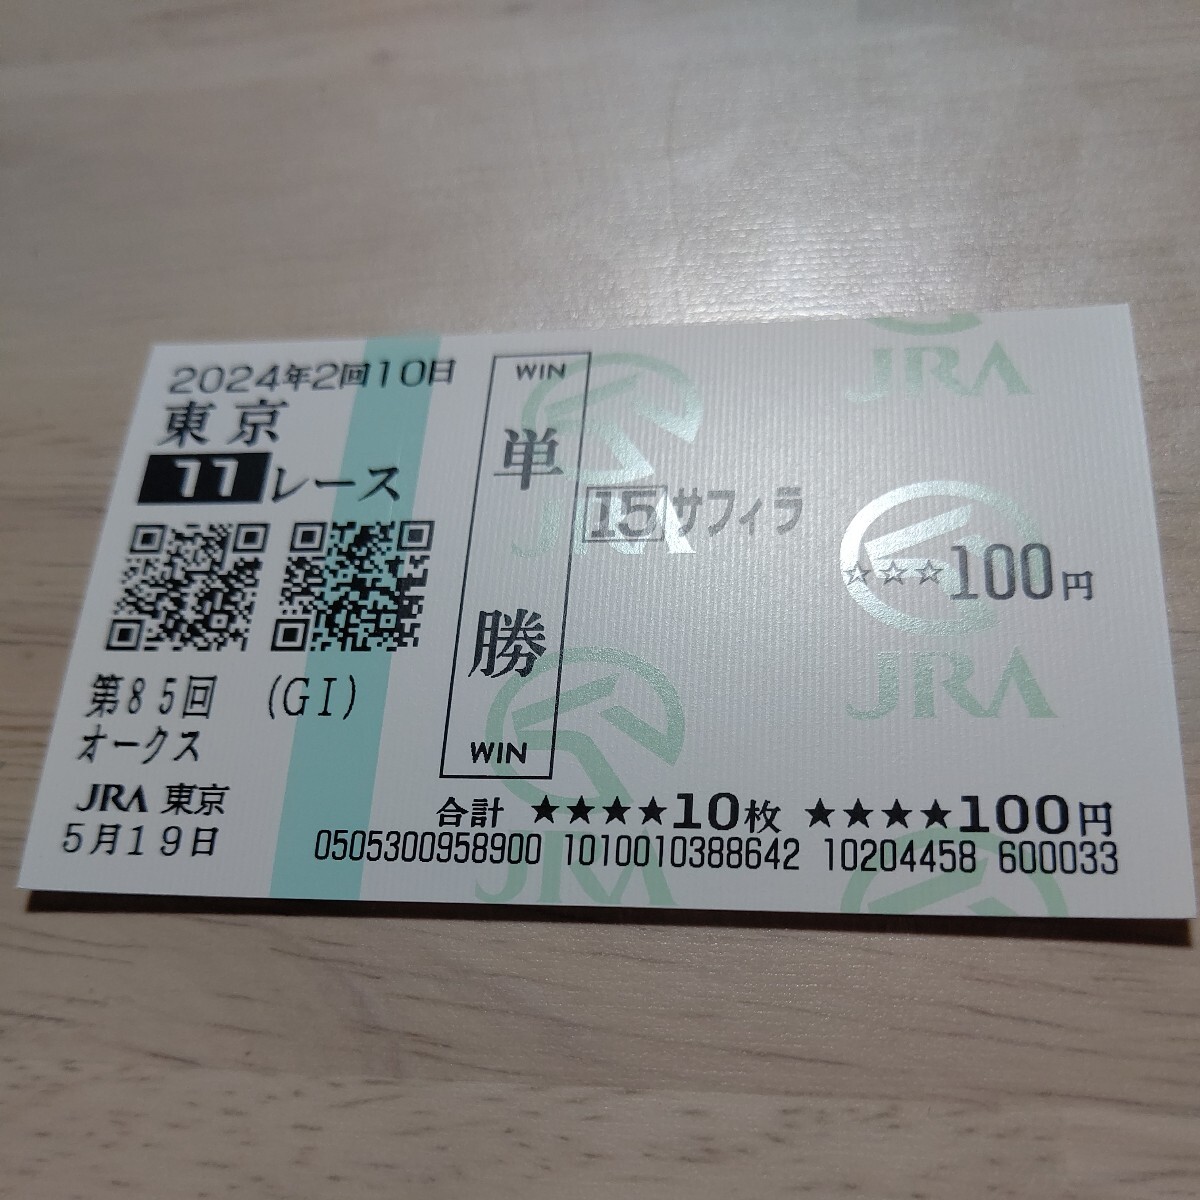 2024年2回10日
東京
11レース
第85回 (GI)
オークス
JRA 東京
5月19日
WIN
単勝
WIN
15 サフィラ
☆☆☆100円
合計 ★★★★10枚 ★★★★100円
0505300958900 1010010388642 10204458 600033
JRA
JRA
JRA
JRA